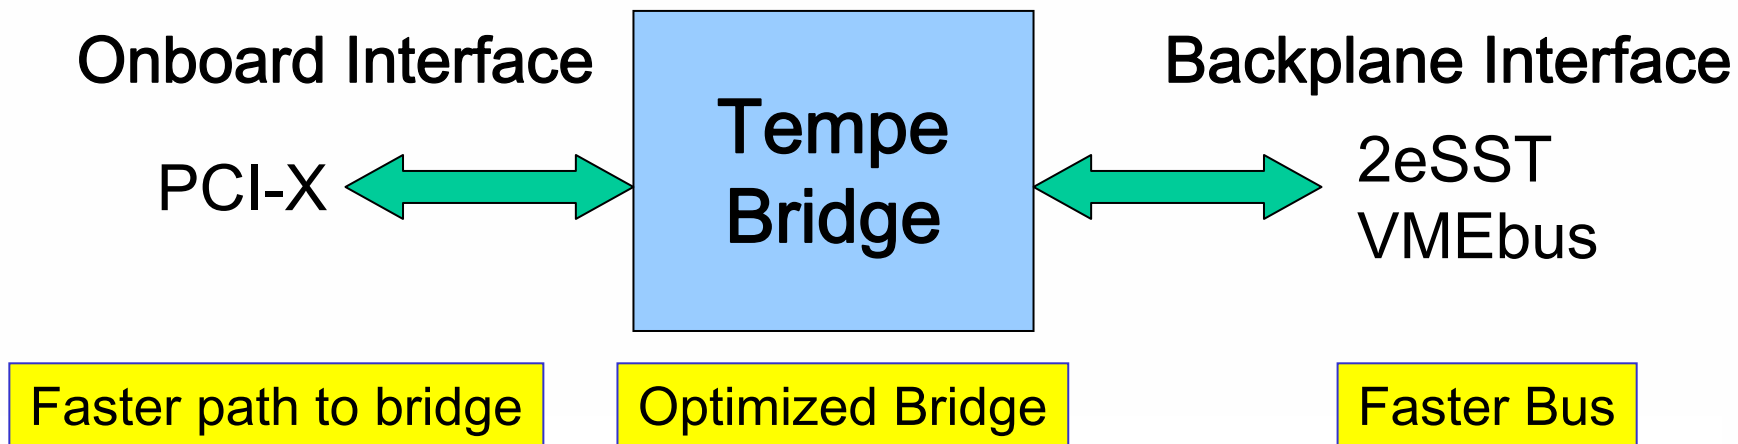 Onboard Interface
Backplane Interface
PCI-X
Tempe
Bridge
2eSST
VMEbus
Faster path to bridge
Optimized Bridge
Faster Bus